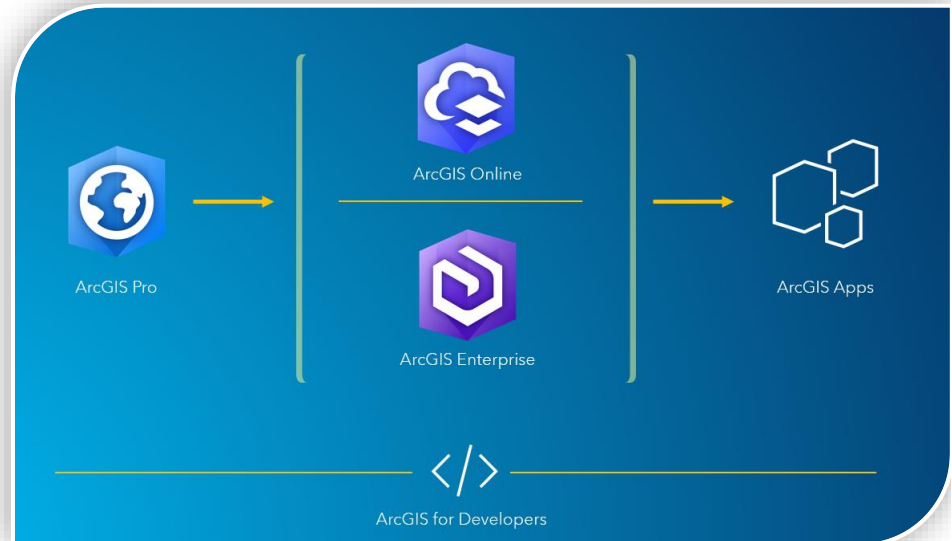 ArcGIS Online
ArcGIS Pro
ArcGIS Apps
ArcGIS Enterprise
</>
ArcGIS for Developers